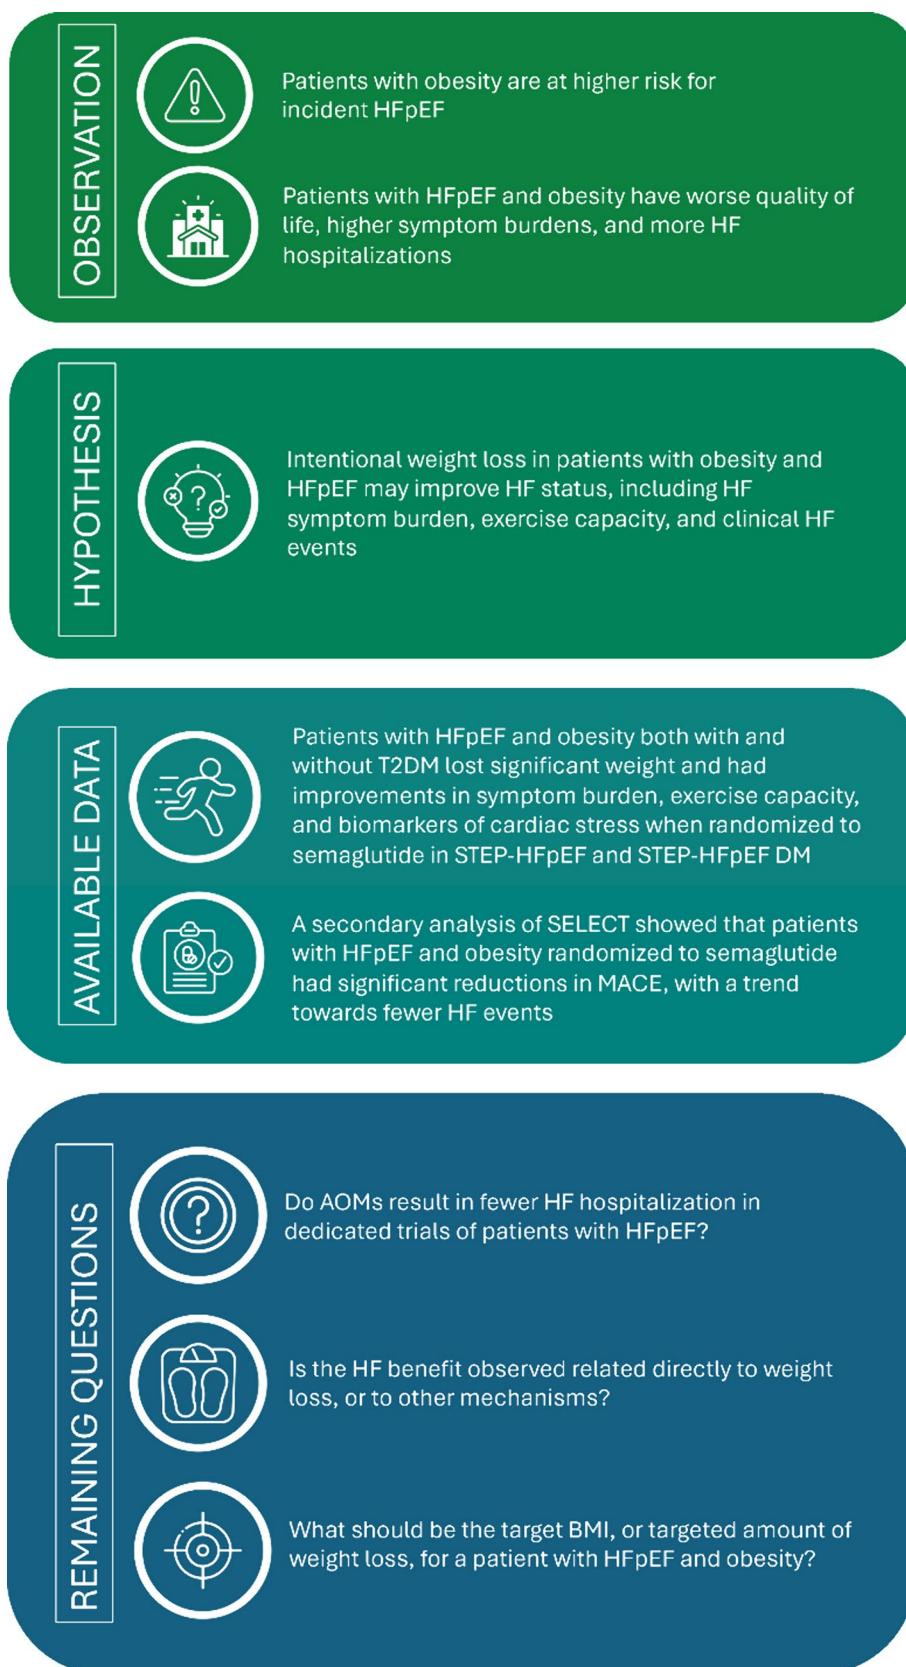 OBSERVATION
Patients with obesity are at higher risk for
incident HFpEF
Patients with HFpEF and obesity have worse quality of
life, higher symptom burdens, and more HF
hospitalizations
HYPOTHESIS
Intentional weight loss in patients with obesity and
HFpEF may improve HF status, including HF
symptom burden, exercise capacity, and clinical HF
events
AVAILABLE DATA
Patients with HFpEF and obesity both with and
without T2DM lost significant weight and had
improvements in symptom burden, exercise capacity,
and biomarkers of cardiac stress when randomized to
semaglutide in STEP-HFpEF and STEP-HFpEF DM
A secondary analysis of SELECT showed that patients
with HFpEF and obesity randomized to semaglutide
had significant reductions in MACE, with a trend
towards fewer HF events
REMAINING QUESTIONS
Do AOMs result in fewer HF hospitalization in
dedicated trials of patients with HFpEF?
Is the HF benefit observed related directly to weight
loss, or to other mechanisms?
What should be the target BMI, or targeted amount of
weight loss, for a patient with HFpEF and obesity?